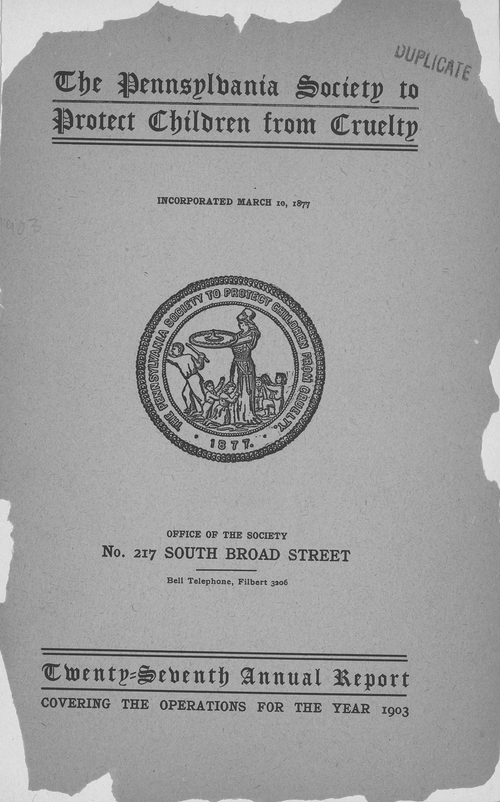 DUPLICATE
The Pennsylvania Society to
Protect Children from Cruelty
INCORPORATED MARCH 10, 1877
THE PENNSYLVANIA SOCIETY TO PROTECT CHILDREN FROM CRUELTY.
· 1877. ·
OFFICE OF THE SOCIETY
No. 217 SOUTH BROAD STREET
Bell Telephone, Filbert 3206
Twenty-Seventh Annual Report
COVERING THE OPERATIONS FOR THE YEAR 1903